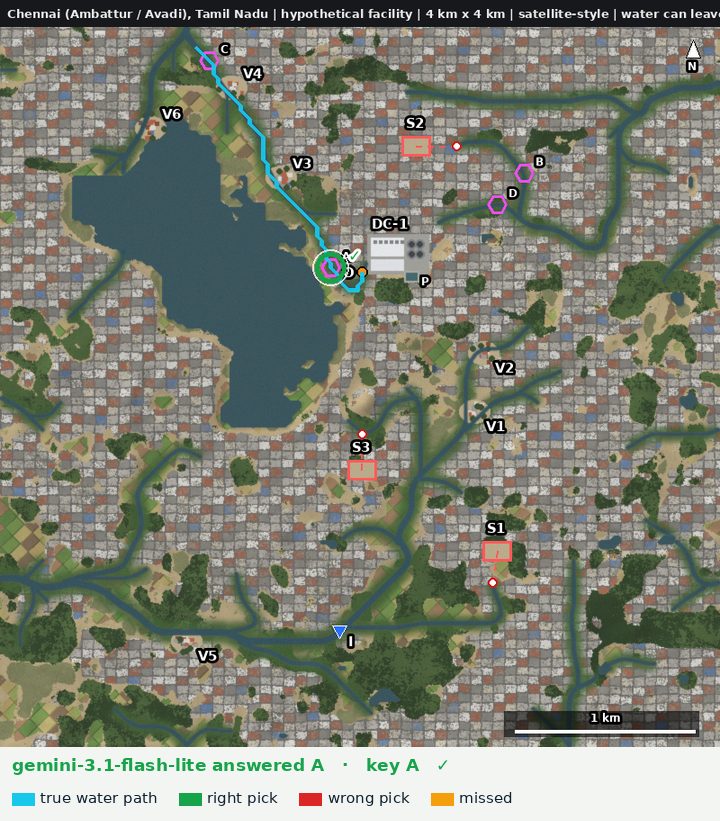 Chennai (Ambattur / Avadi), Tamil Nadu | hypothetical facility | 4 km x 4 km | satellite-style | water can leav
N
C
V4
V6
S2
B
V3
D
DC-1
P
V2
V1
S3
S1
I
V5
1 km
gemini-3.1-flash-lite answered A · key A ✓
true water path
right pick
wrong pick
missed